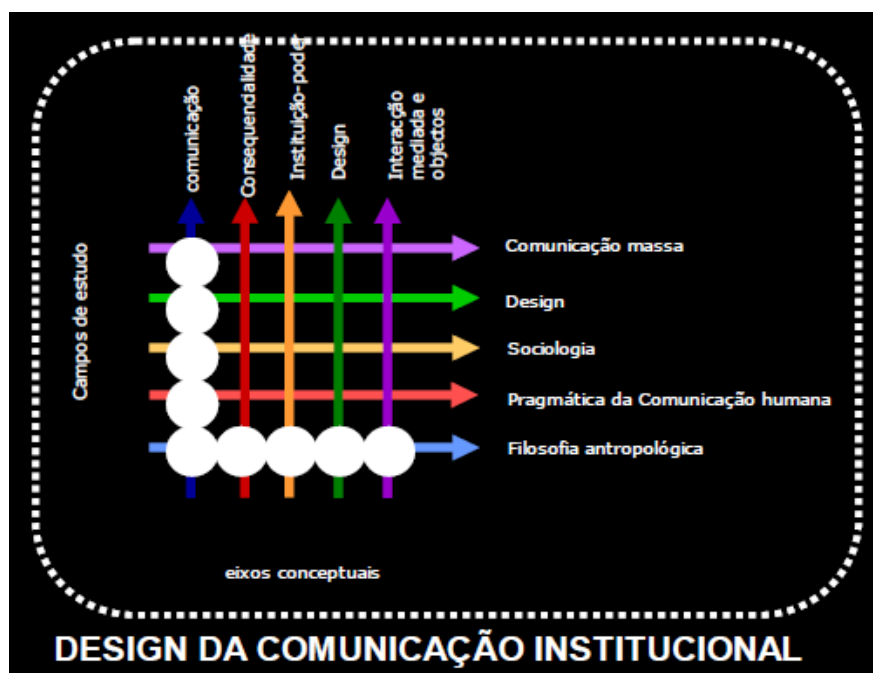 comunicação
Consequendalidade
Instituição-poder
Design
Interacção
mediada e
objectos
Campos de estudo
Comunicação massa
Design
Sociologia
Pragmática da Comunicação humana
Filosofia antropológica
eixos conceptuais
DESIGN DA COMUNICAÇÃO INSTITUCIONAL